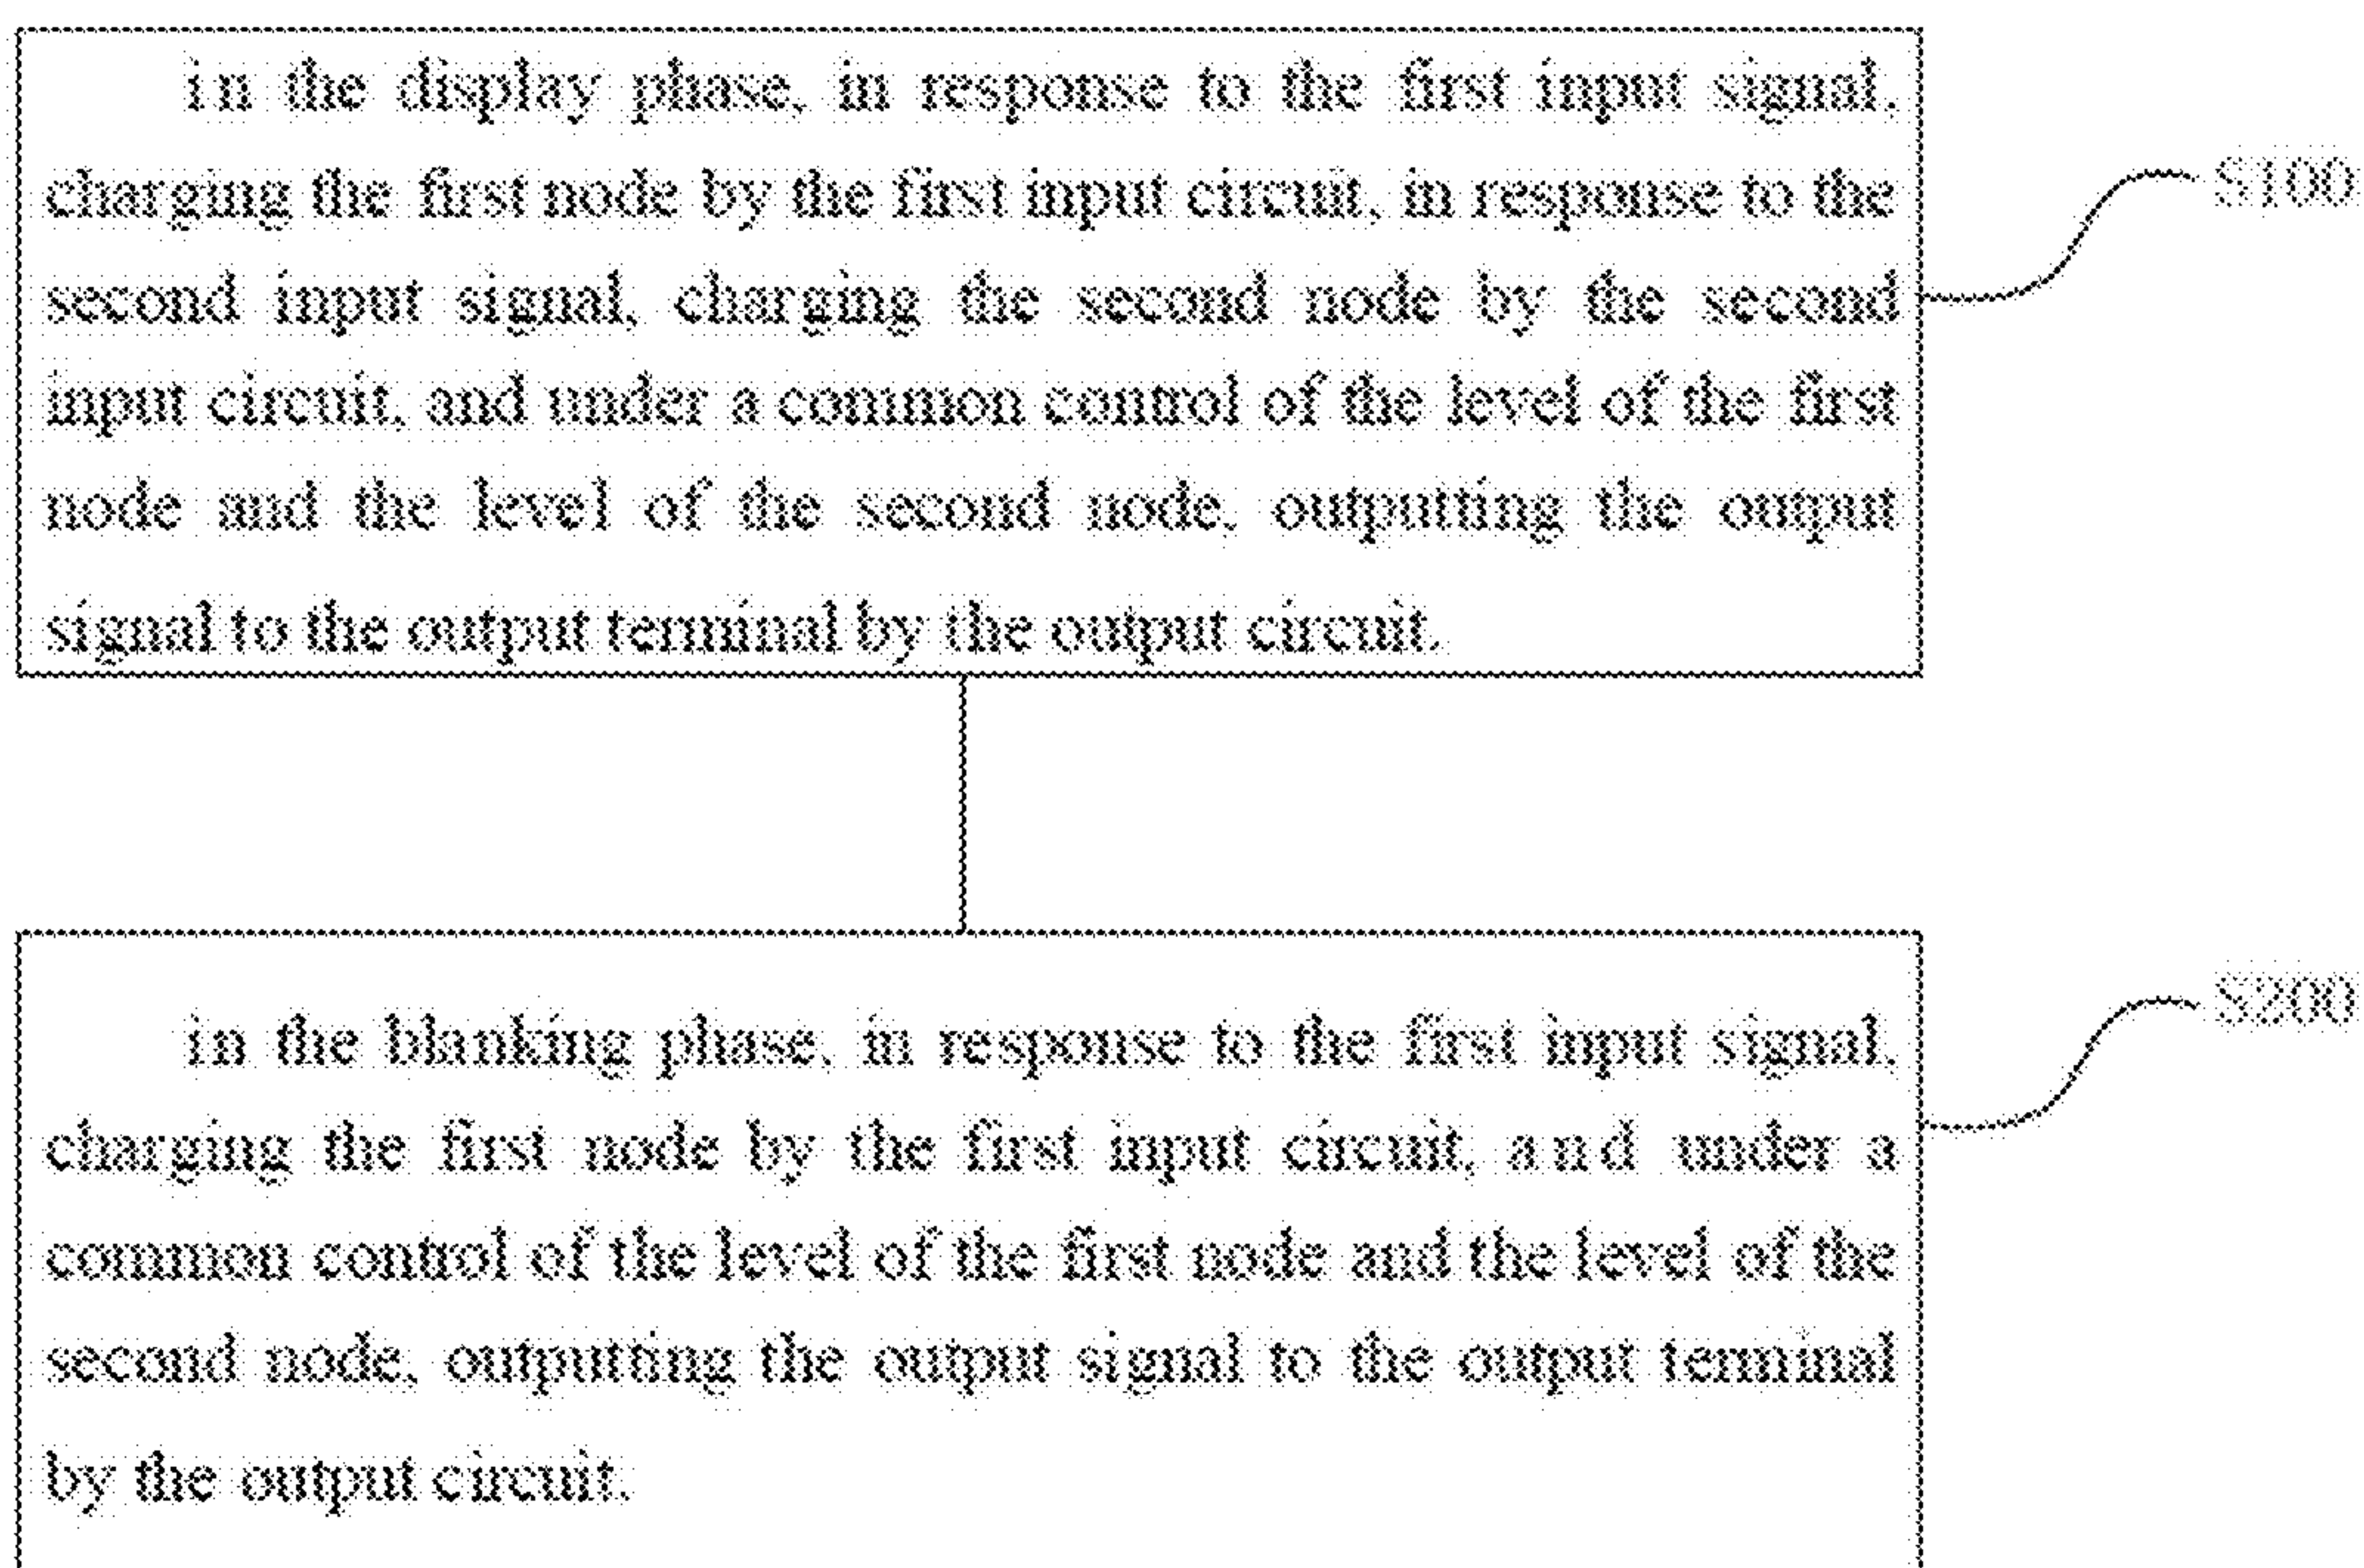 in the display phase, in response to the first input signal,
charging the first node by the first input circuit, in response to the
second input signal, charging the second node by the second
input circuit, and under a common control of the level of the first
node and the level of the second node, outputting the output
signal to the output terminal by the output circuit.
S100
in the blanking phase, in response to the first input signal,
charging the first node by the first input circuit, and under a
common control of the level of the first node and the level of the
second node, outputting the output signal to the output terminal
by the output circuit.
S200